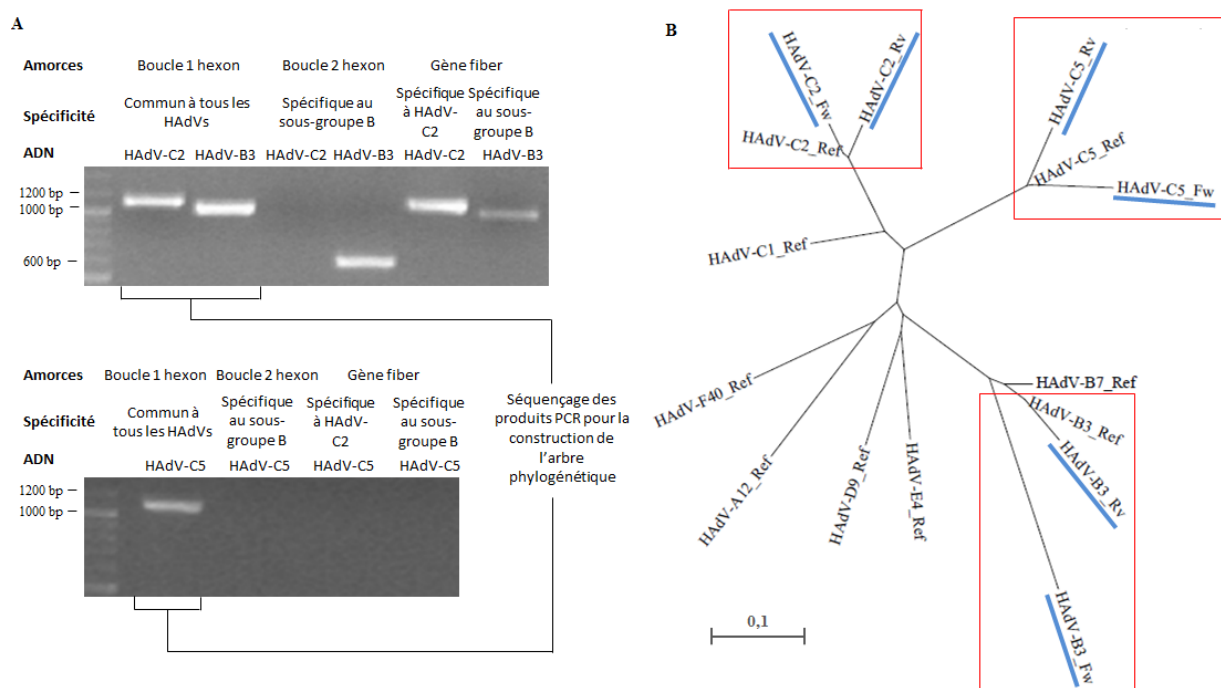 A
Amorces Boucle 1 hexon Boucle 2 hexon Gène fiber
Spécificité
Commun à tous les
HAdVs
Spécifique au
sous-groupe B
Spécifique
à HAdV-
C2
Spécifique
au sous-
groupe B
ADN HAdV-C2 HAdV-B3 HAdV-C2 HAdV-B3 HAdV-C2 HAdV-B3
1200 bp
1000 bp
600 bp
Amorces Boucle 1 hexon Boucle 2 hexon Gène fiber
Spécificité
Commun à
tous les
HAdVs
Spécifique
au sous-
groupe B
Spécifique
à HAdV-
C2
Spécifique
au sous-
groupe B
ADN
HAdV-C5 HAdV-C5 HAdV-C5 HAdV-C5
1200 bp
1000 bp
Séquençage des
produits PCR pour la
construction de
l'arbre
phylogénétique
B
HAdV-C2_Fw
HAdV-C2_Rv
HAdV-C2_Ref
HAdV-C5_Rv
HAdV-C5_Ref
HAdV-C5_Fw
HAdV-C1_Ref
HAdV-F40_Ref
HAdV-A12_Ref
HAdV-D9_Ref
HAdV-E4_Ref
HAdV-B7_Ref
HAdV-B3_Ref
HAdV-B3_Rv
HAdV-B3_Fw
0,1